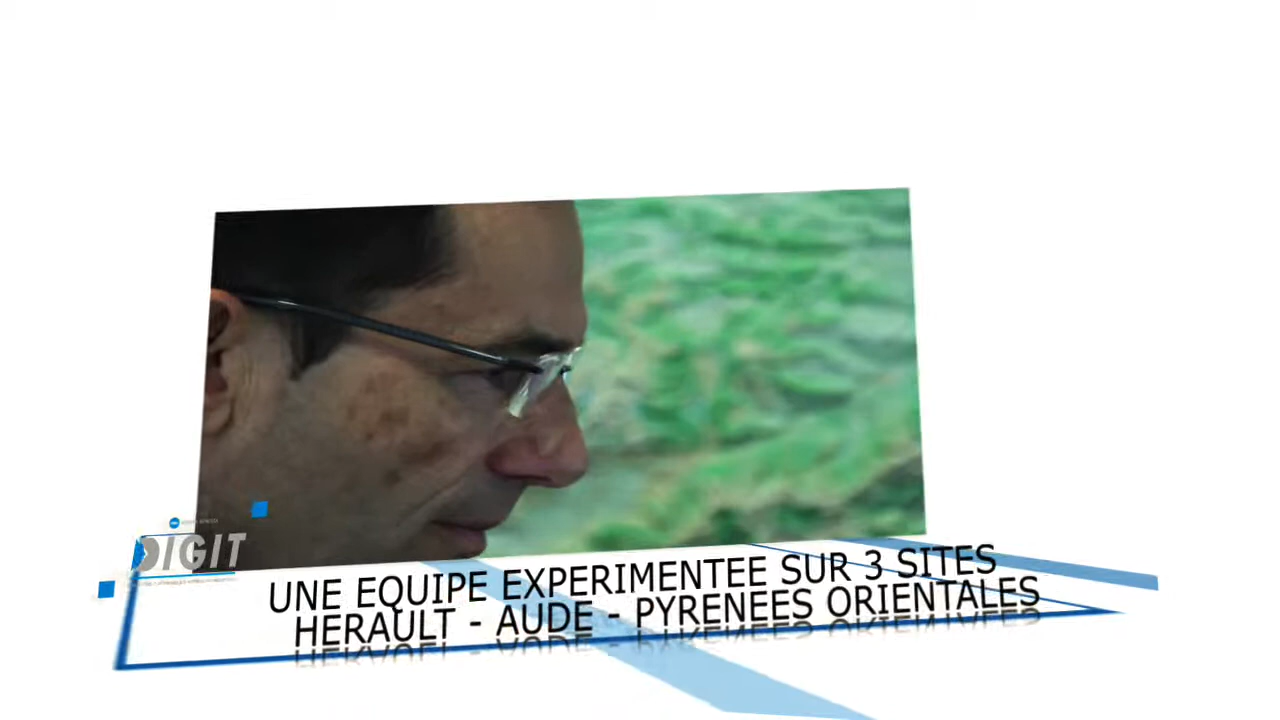 DIGIT
UNE EQUIPE EXPERIMENTEE SUR 3 SITES
HERAULT - AUDE - PYRENEES ORIENTALES